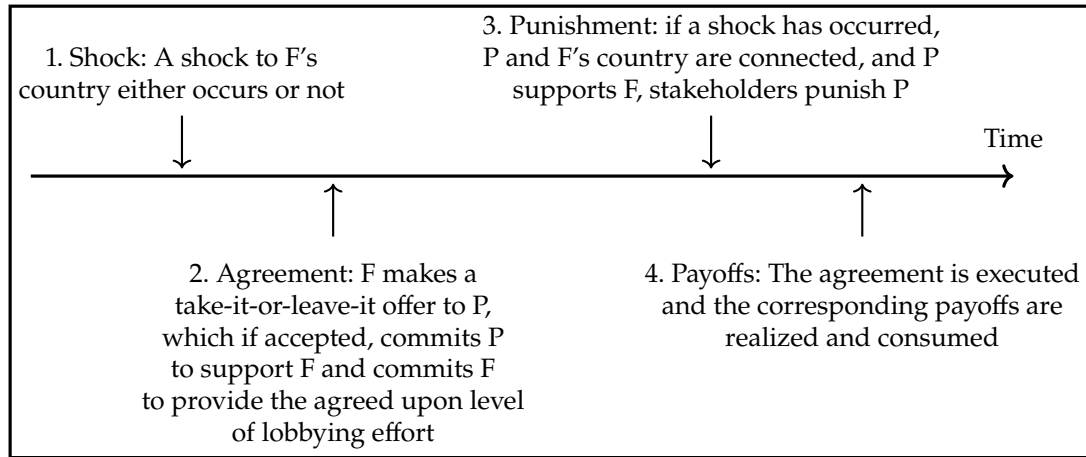 1. Shock: A shock to F's
country either occurs or not
3. Punishment: if a shock has occurred,
P and F's country are connected, and P
supports F, stakeholders punish P
Time
2. Agreement: F makes a
take-it-or-leave-it offer to P,
which if accepted, commits P
to support F and commits F
to provide the agreed upon level
of lobbying effort
4. Payoffs: The agreement is executed
and the corresponding payoffs are
realized and consumed